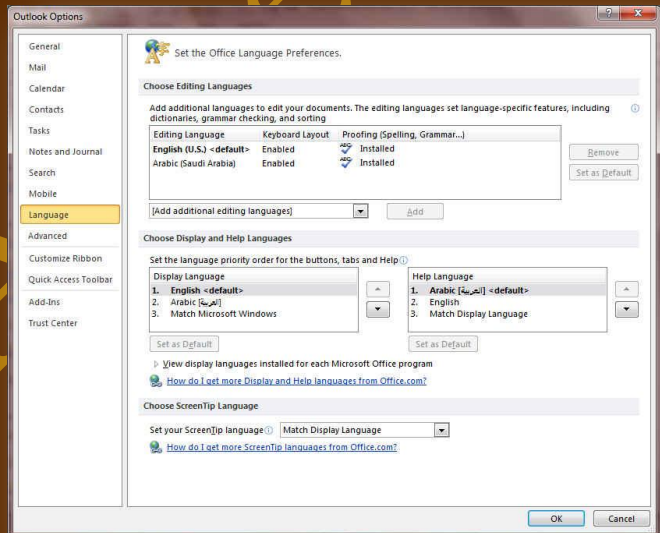 Outlook Options
General
Mail
Calendar
Contacts
Tasks
Notes and Journal
Search
Mobile
Language
Advanced
Customize Ribbon
Quick Access Toolbar
Add-Ins
Trust Center
Set the Office Language Preferences.
Choose Editing Languages
Add additional languages to edit your documents. The editing languages set language-specific features, including
dictionaries, grammar checking, and sorting
Editing Language Keyboard Layout Proofing (Spelling, Grammar...)
English (U.S.) <default> Enabled Installed
Arabic (Saudi Arabia) Enabled Installed
Remove
Set as Default
[Add additional editing languages] Add
Choose Display and Help Languages
Set the language priority order for the buttons, tabs and Help
Display Language
1. English <default>
2. Arabic [العربية]
3. Match Microsoft Windows
Set as Default
Help Language
1. Arabic [العربية] <default>
2. English
3. Match Display Language
Set as Default
View display languages installed for each Microsoft Office program
How do I get more Display and Help languages from Office.com?
Choose ScreenTip Language
Set your ScreenTip language Match Display Language
How do I get more ScreenTip languages from Office.com?
OK Cancel